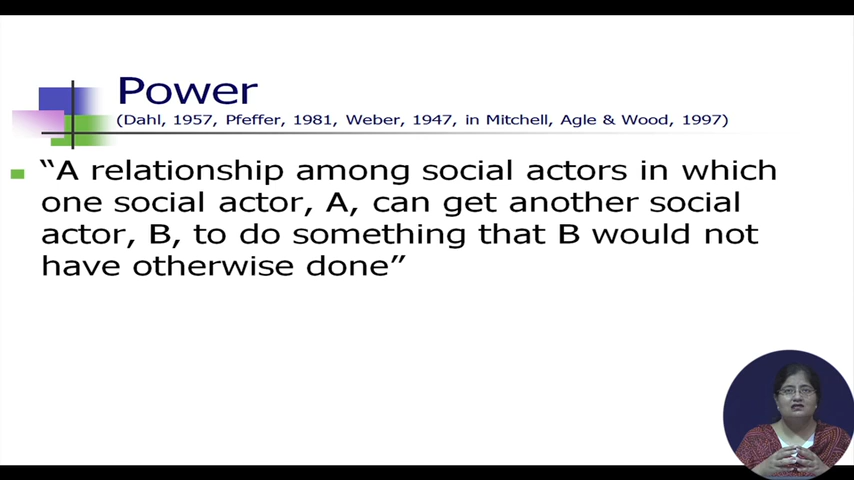 Power
(Dahl, 1957, Pfeffer, 1981, Weber, 1947, in Mitchell, Agle & Wood, 1997)
“A relationship among social actors in which
one social actor, A, can get another social
actor, B, to do something that B would not
have otherwise done”